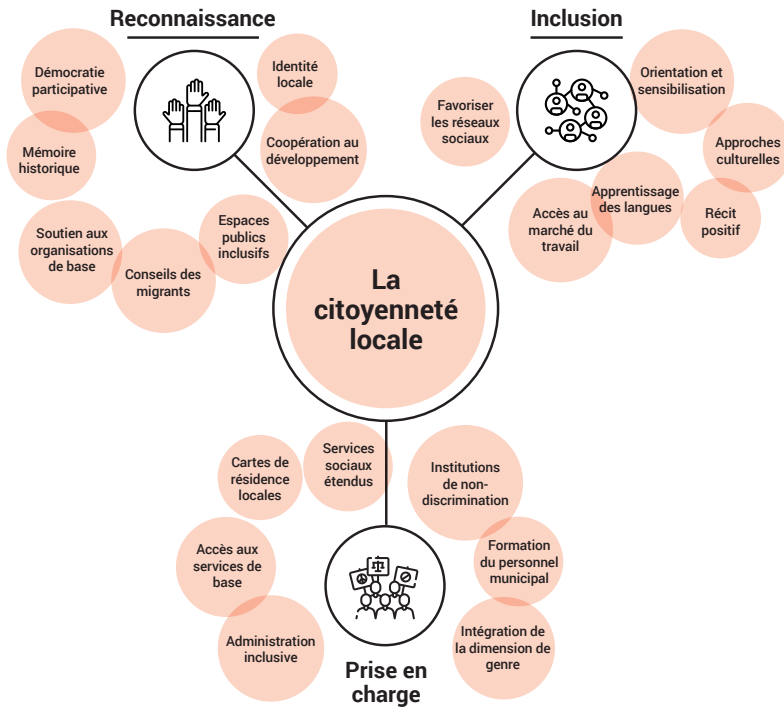 Reconnaissance
Démocratie
participative
Identité
locale
Mémoire
historique
Coopération au
développement
Soutien aux
organisations
de base
Conseils des
migrants
Espaces
publics
inclusifs
Inclusion
Favoriser
les réseaux
sociaux
Orientation et
sensibilisation
Approches
culturelles
Apprentissage
des langues
Récit
positif
Accès au
marché du
travail
La
citoyenneté
locale
Cartes de
résidence
locales
Services
sociaux
étendus
Institutions
de non-
discrimination
Accès aux
services de
base
Formation
du personnel
municipal
Administration
inclusive
Intégration de
la dimension de
genre
Prise en
charge